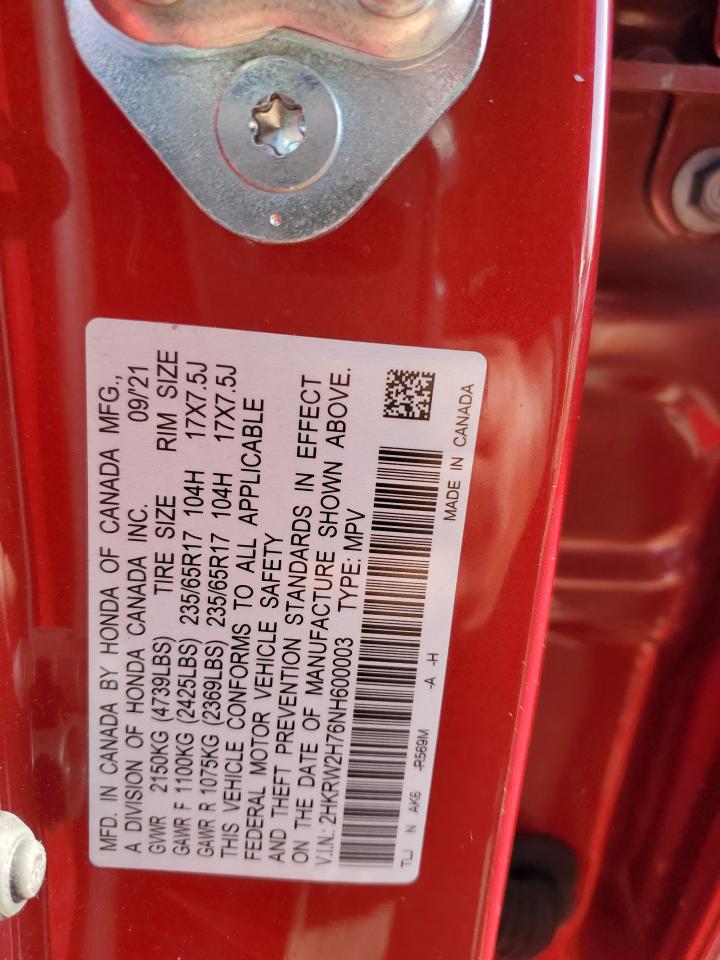 MFD. IN CANADA BY HONDA OF CANADA MFG.,
A DIVISION OF HONDA CANADA INC. 09/'21
GVWR 2150KG (4739LBS) TIRE SIZE RIM SIZE
GAWR F 1100KG (2425LBS) 235/65R17 104H 17X7.5J
GAWR R 1075KG (2369LBS) 235/65R17 104H 17X7.5J
THIS VEHICLE CONFORMS TO ALL APPLICABLE
FEDERAL MOTOR VEHICLE SAFETY
AND THEFT PREVENTION STANDARDS IN EFFECT
ON THE DATE OF MANUFACTURE SHOWN ABOVE.
V.I.N.: 2HKRW2H76NH600003 TYPE: MPV
TLJ N AK6 -R569M -A -H
MADE IN CANADA